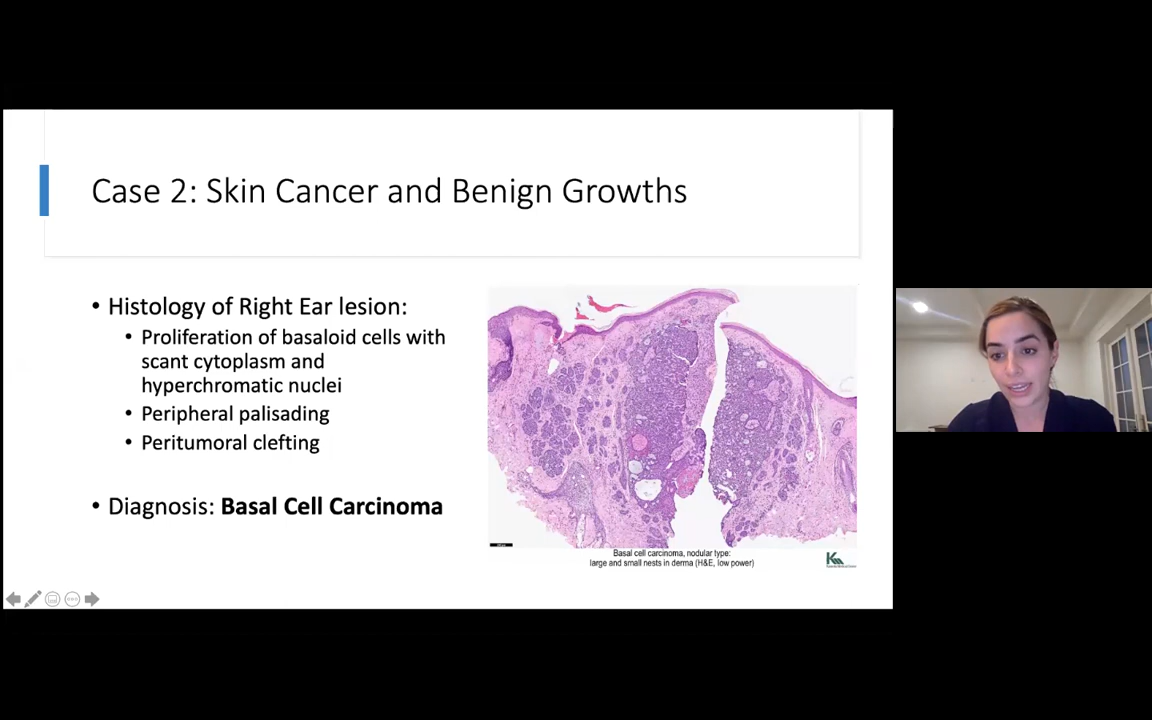 Case 2: Skin Cancer and Benign Growths
• Histology of Right Ear lesion:
• Proliferation of basaloid cells with
scant cytoplasm and
hyperchromatic nuclei
• Peripheral palisading
• Peritumoral clefting
• Diagnosis: Basal Cell Carcinoma
Basal cell carcinoma, nodular type:
large and small nests in derma (H&E, low power)